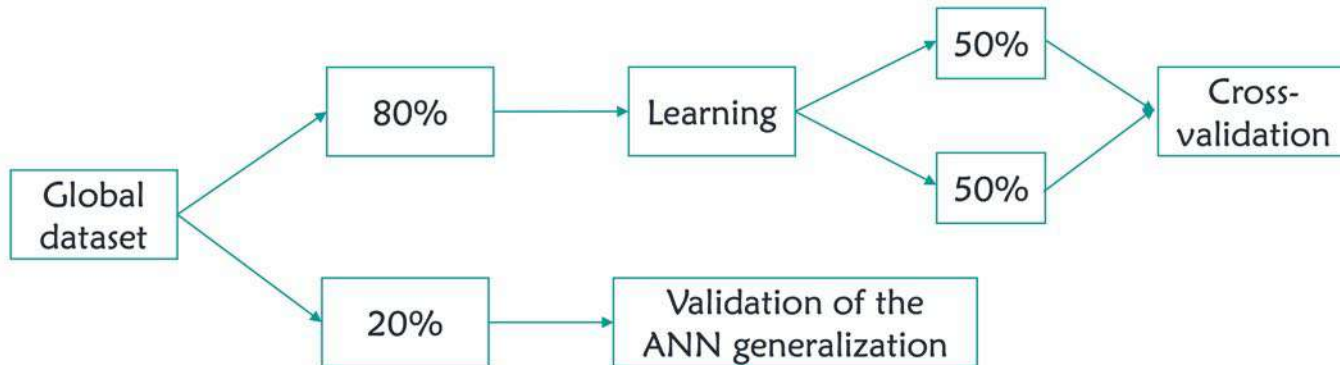 Global
dataset
80%
Learning
50%
50%
Cross-
validation
20%
Validation of the
ANN generalization